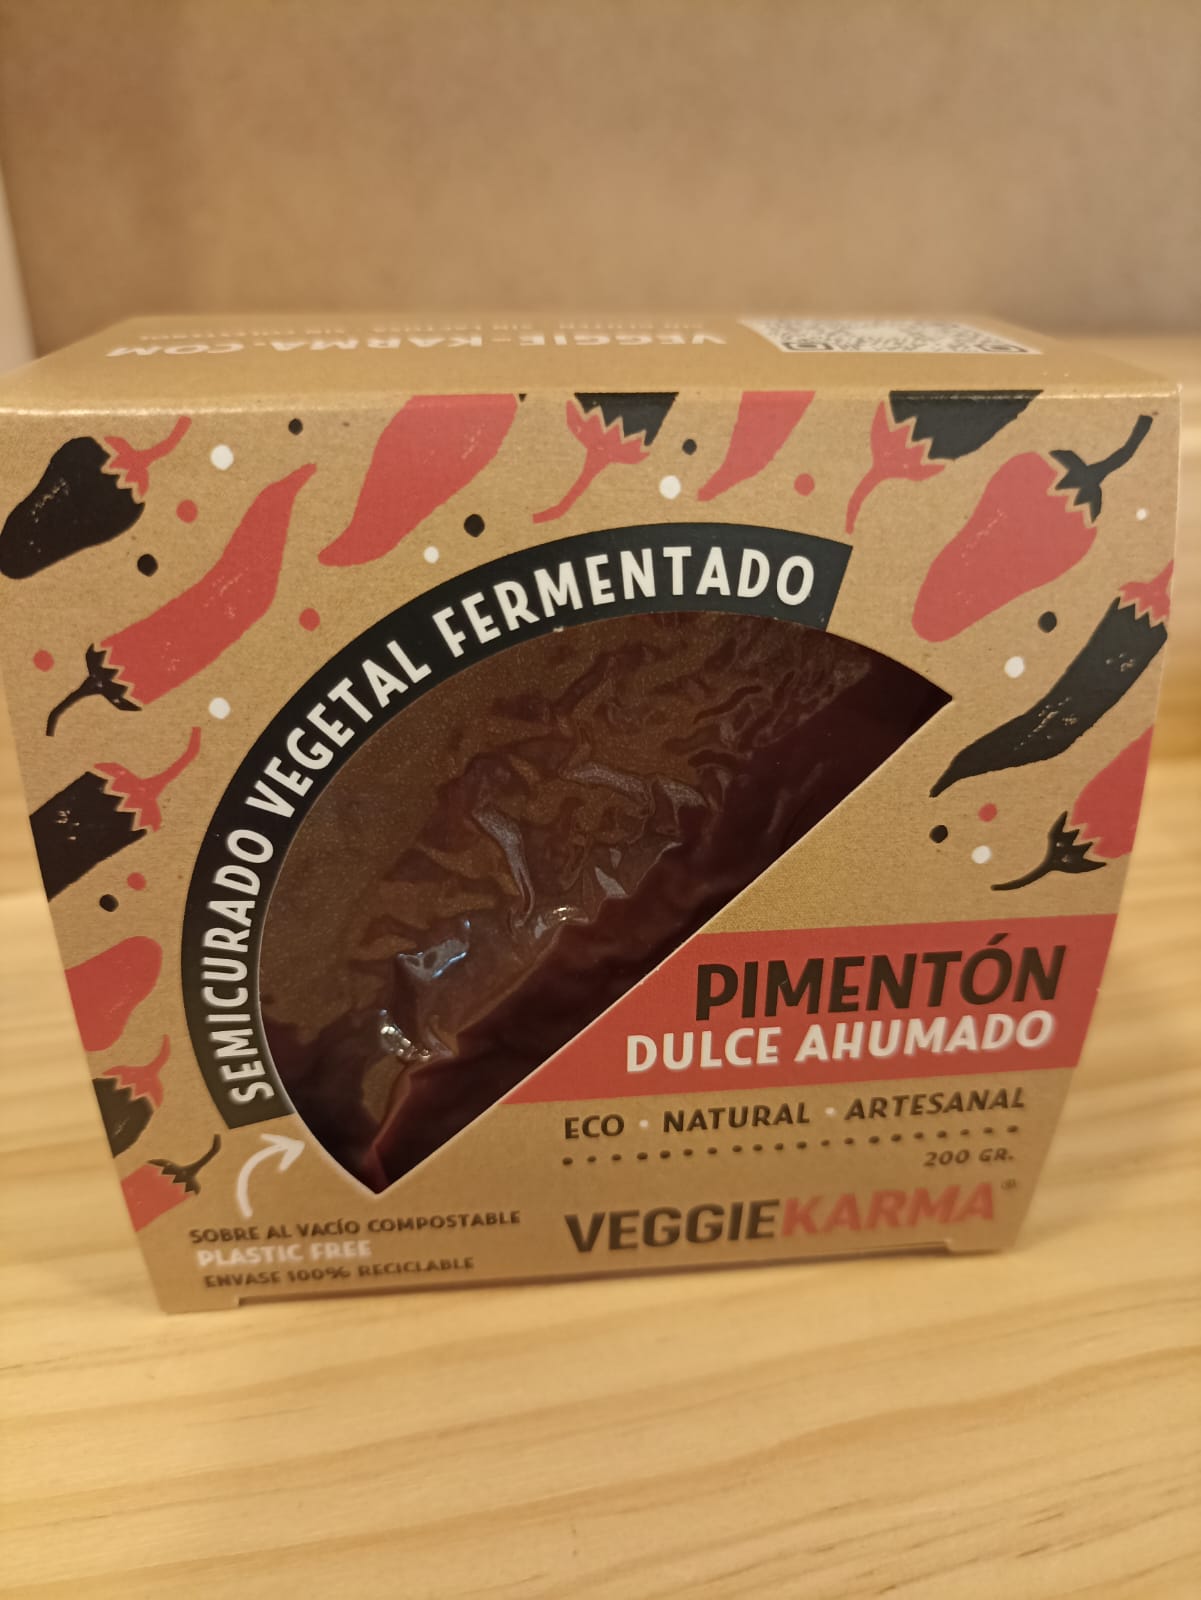 VEGGIE-KARMA.COM
SEMICURADO VEGETAL FERMENTADO
PIMENTÓN
DULCE AHUMADO
ECO • NATURAL • ARTESANAL
200 GR.
SOBRE AL VACÍO COMPOSTABLE
PLASTIC FREE
ENVASE 100% RECICLABLE
VEGGIEKARMA®